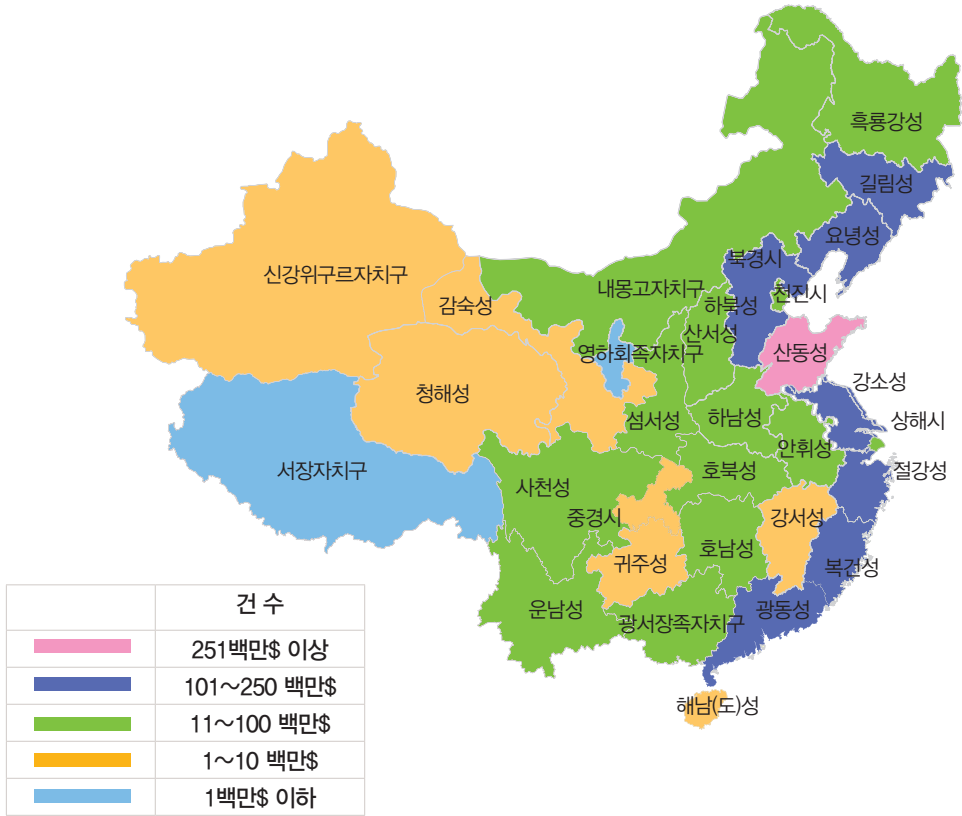 흑룡강성
길림성
요녕성
북경시
신강위구르자치구
내몽고자치구
천진시
감숙성
하북성
산서성
영하회족자치구
산동성
강소성
청해성
섬서성
하남성
상해시
안휘성
서장자치구
호북성
절강성
사천성
중경시
강서성
호남성
귀주성
복건성
운남성
광서장족자치구
광동성
해남(도)성
건 수
251백만$ 이상
101~250 백만$
11~100 백만$
1~10 백만$
1백만$ 이하